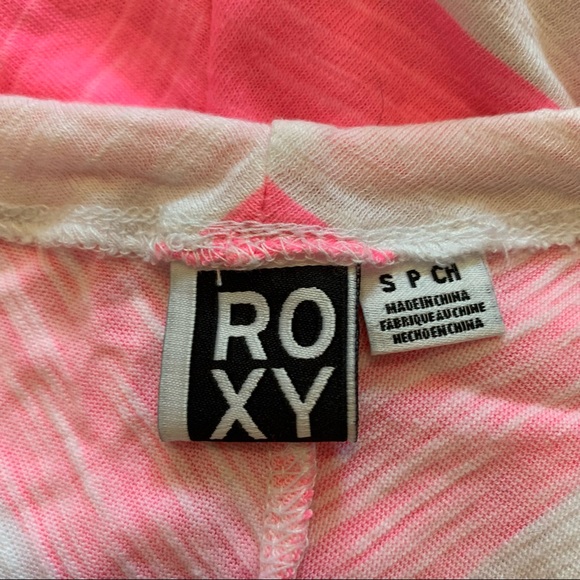 RO
XY
S P CH
MADE IN CHINA
FABRIQUE AU CHINE
HECHO EN CHINA